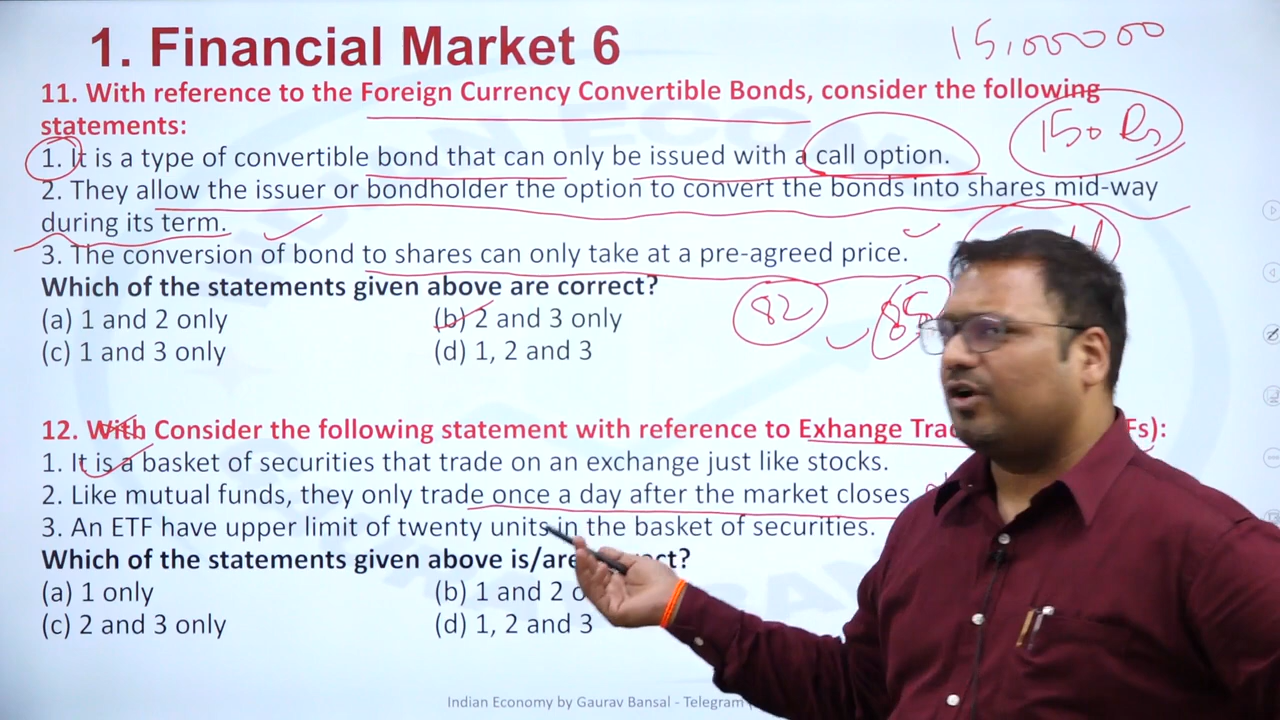 1. Financial Market 6
15,00000
11. With reference to the Foreign Currency Convertible Bonds, consider the following
statements:
150 Rs
1. It is a type of convertible bond that can only be issued with a call option.
2. They allow the issuer or bondholder the option to convert the bonds into shares mid-way
during its term.
3. The conversion of bond to shares can only take at a pre-agreed price.
Which of the statements given above are correct?
82 85
(a) 1 and 2 only (b) 2 and 3 only
(c) 1 and 3 only (d) 1, 2 and 3
12. With Consider the following statement with reference to Exhange Fs):
1. It is a basket of securities that trade on an exchange just like stocks.
2. Like mutual funds, they only trade once a day after the market closes
3. An ETF have upper limit of twenty units in the basket of securities.
Which of the statements given above is/are
(a) 1 only (b) 1 and 2
(c) 2 and 3 only (d) 1, 2 and 3
Indian Economy by Gaurav Bansal - Telegram